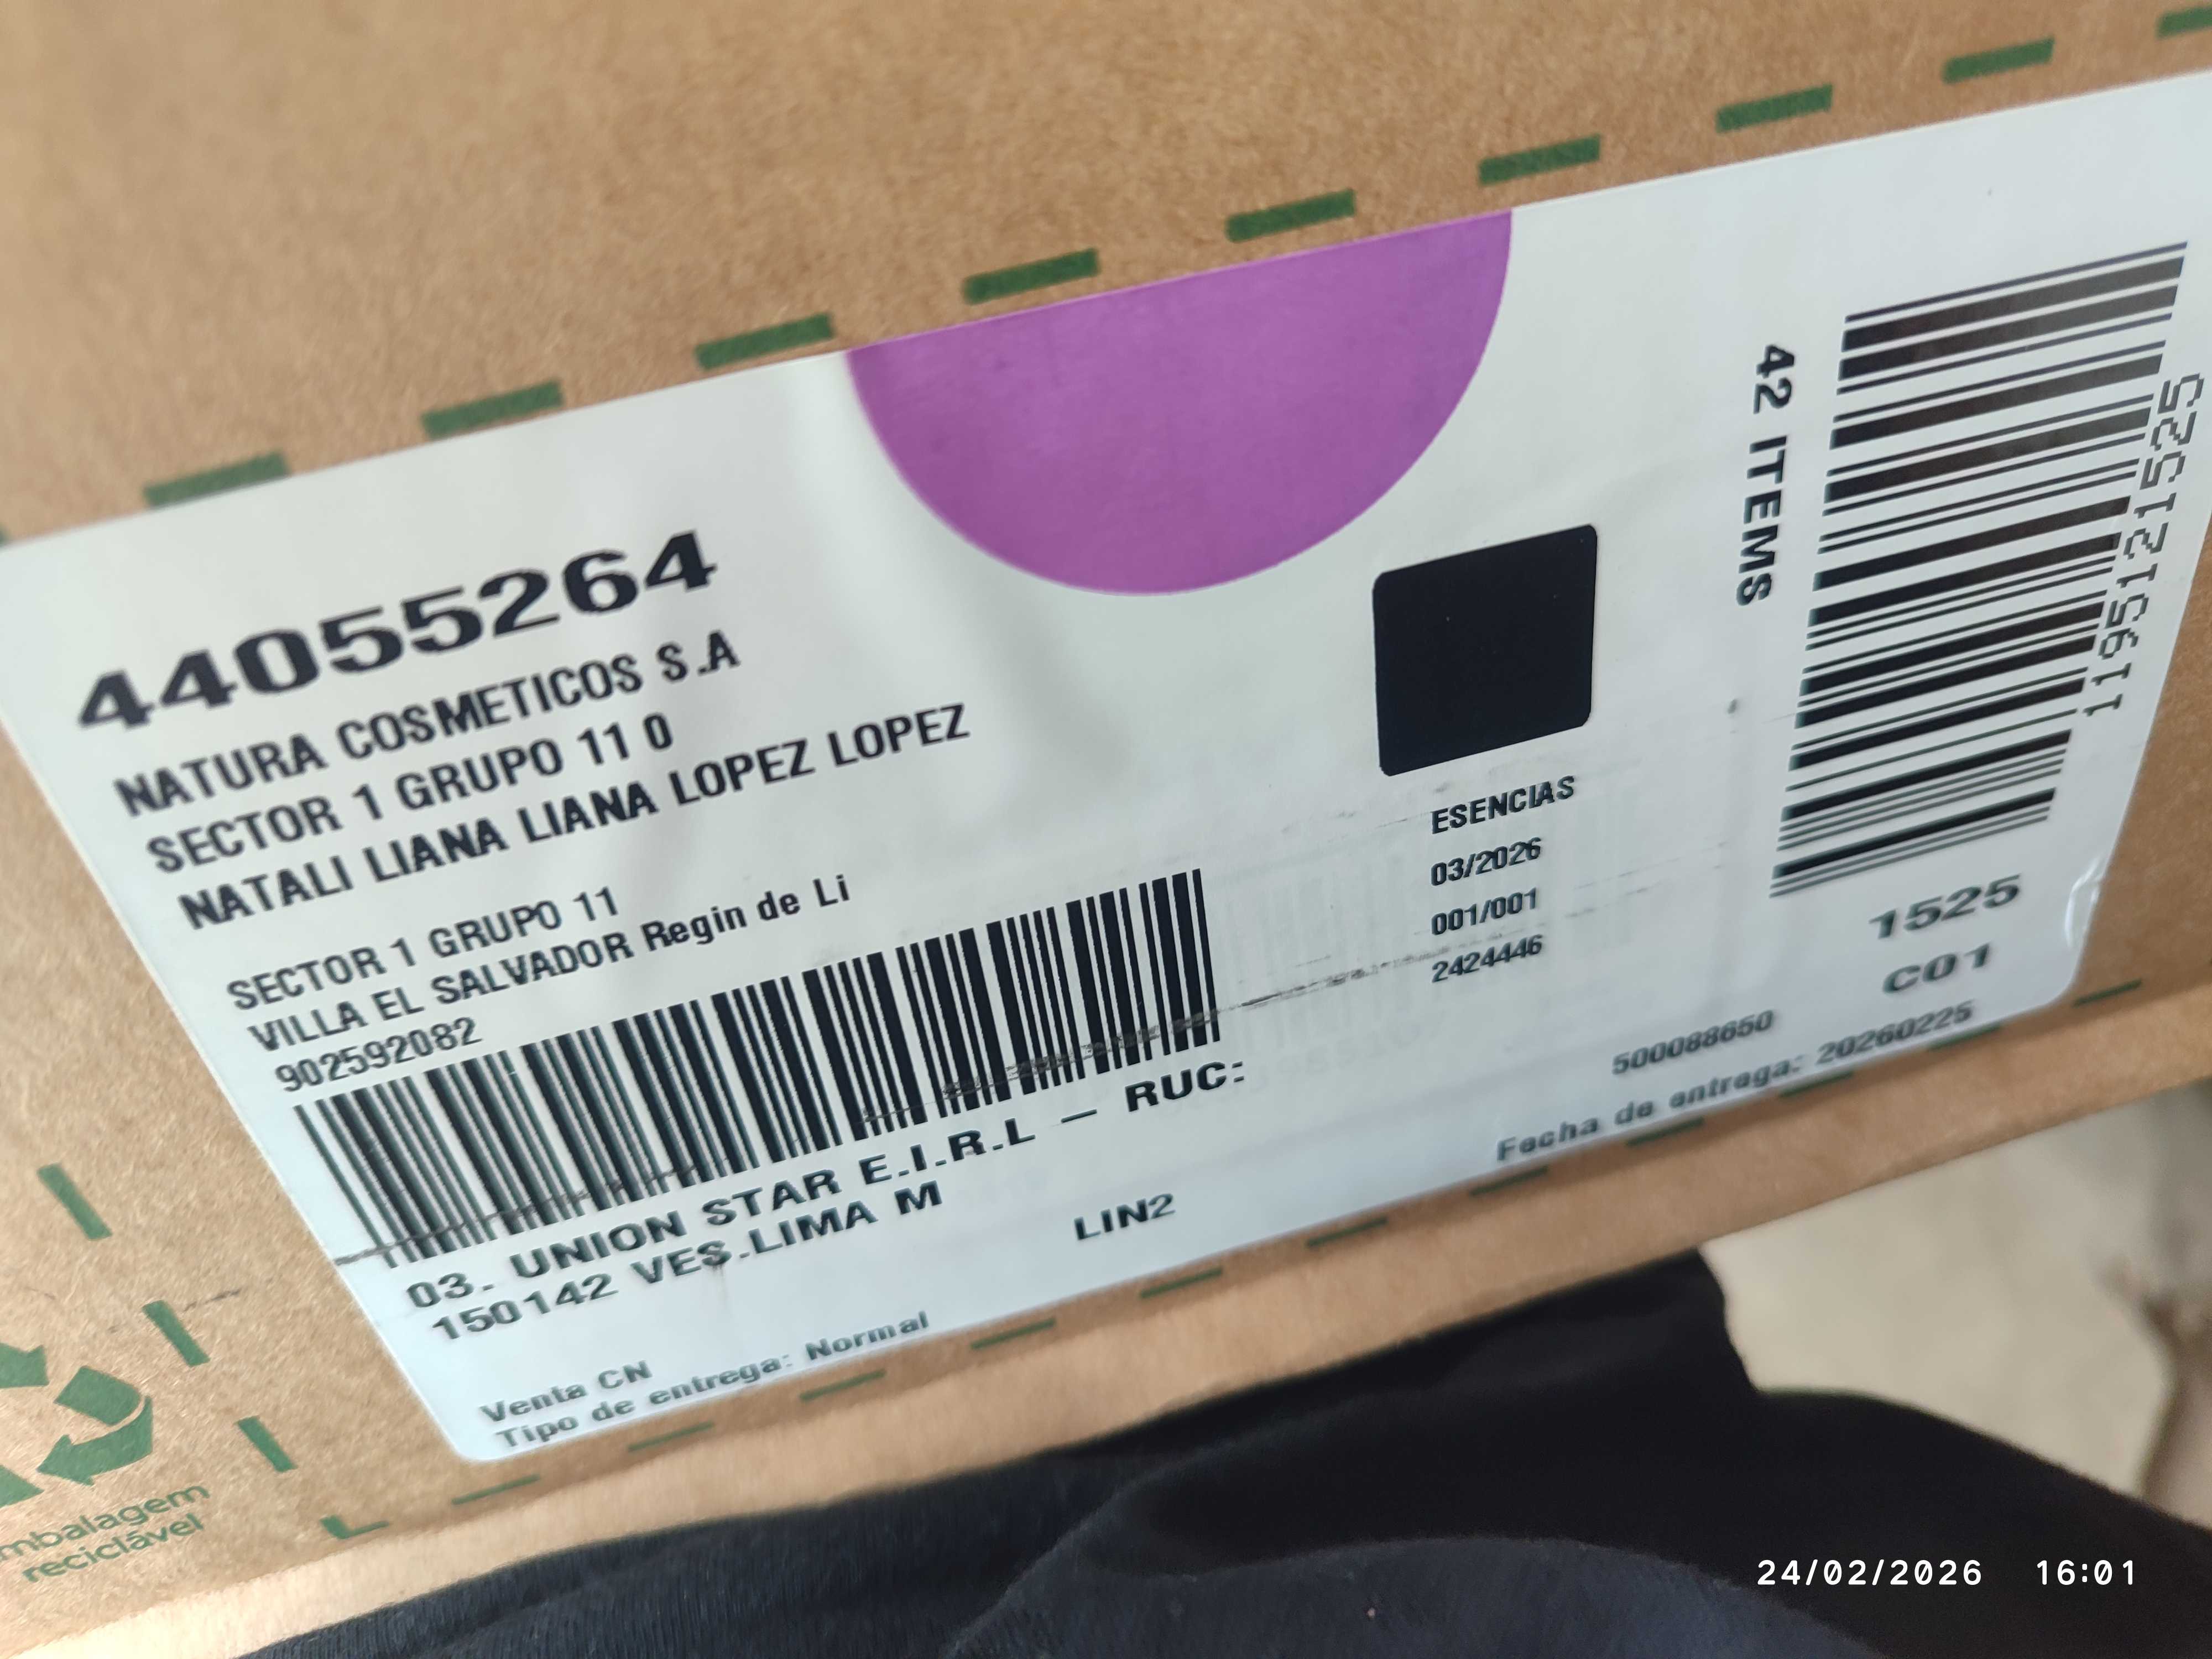 44055264
NATURA COSMETICOS S.A
SECTOR 1 GRUPO 11 0
NATALI LIANA LIANA LOPEZ LOPEZ
SECTOR 1 GRUPO 11
VILLA EL SALVADOR Regin de Li
902592082
03. UNION STAR E.I.R.L – RUC:
150142 VES.LIMA M
LIN2
Venta CN
Tipo de entrega: Normal
ESENCIAS
03/2026
001/001
2424446
42 ITEMS
1195121525
1525
C01
500088650
Fecha de entrega: 20260225
reciclável
24/02/2026 16:01